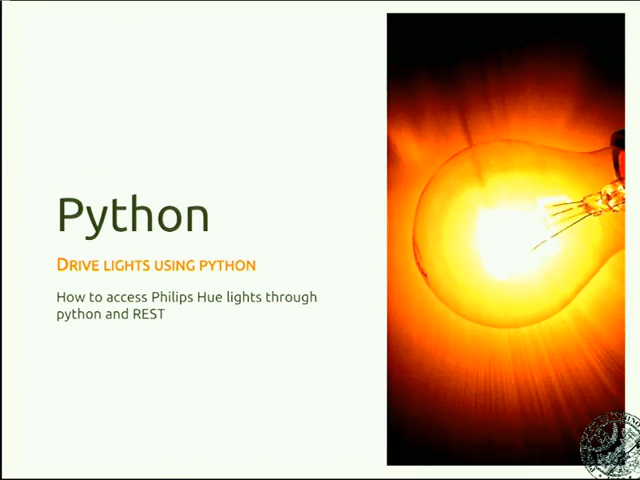 Python
DRIVE LIGHTS USING PYTHON
How to access Philips Hue lights through
python and REST